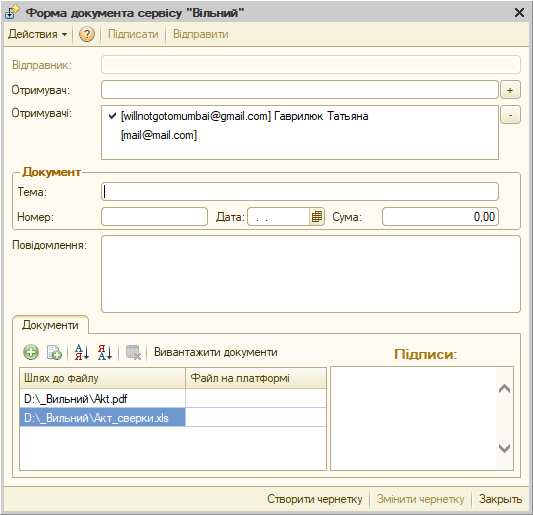 Форма документа сервісу "Вільний"
Действия Підписати Відправити
Відправник:
Отримувач: +
Отримувачі: [willnotgotomumbai@gmail.com] Гаврилюк Татьяна -
[mail@mail.com]
Документ
Тема:
Номер: Дата: . . Сума: 0,00
Повідомлення:
Документи
Вивантажити документи Підписи:
Шлях до файлу Файл на платформі
D:\_Вильний\Akt.pdf
D:\_Вильний\Акт_сверки.xls
Створити чернетку Змінити чернетку Закрыть